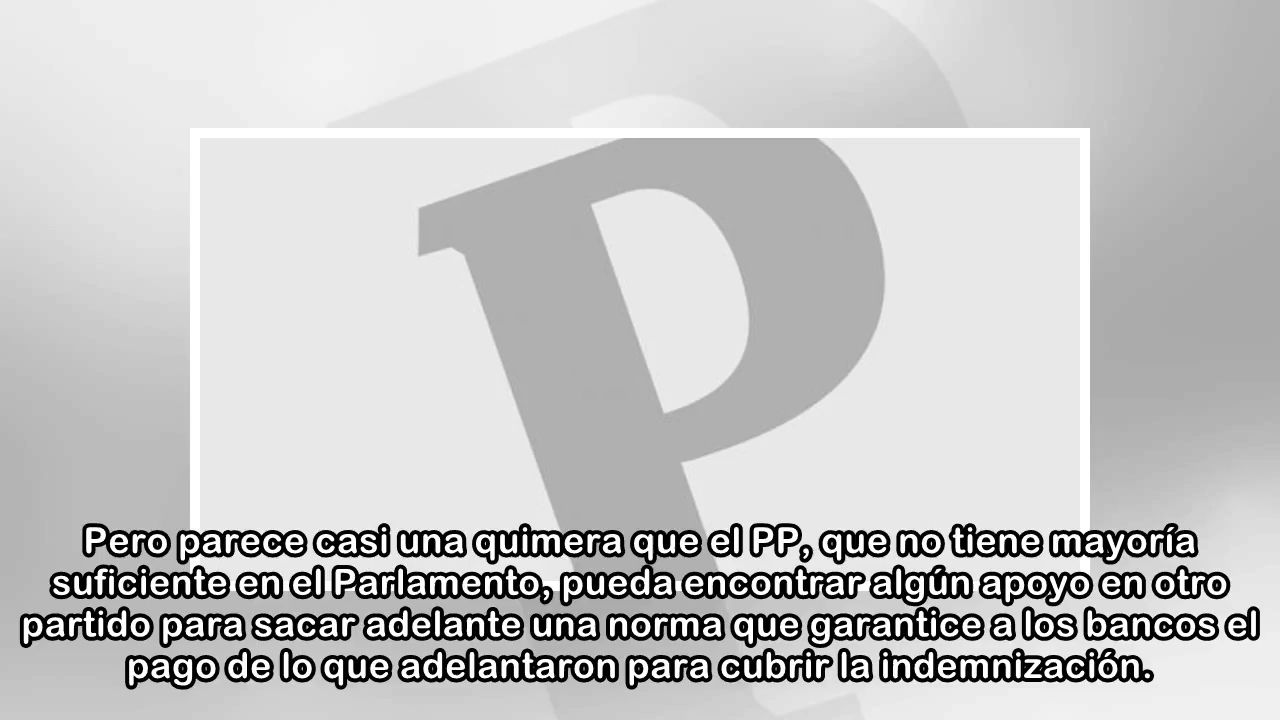 Pero parece casi una quimera que el PP, que no tiene mayoría
suficiente en el Parlamento, pueda encontrar algún apoyo en otro
partido para sacar adelante una norma que garantice a los bancos el
pago de lo que adelantaron para cubrir la indemnización.